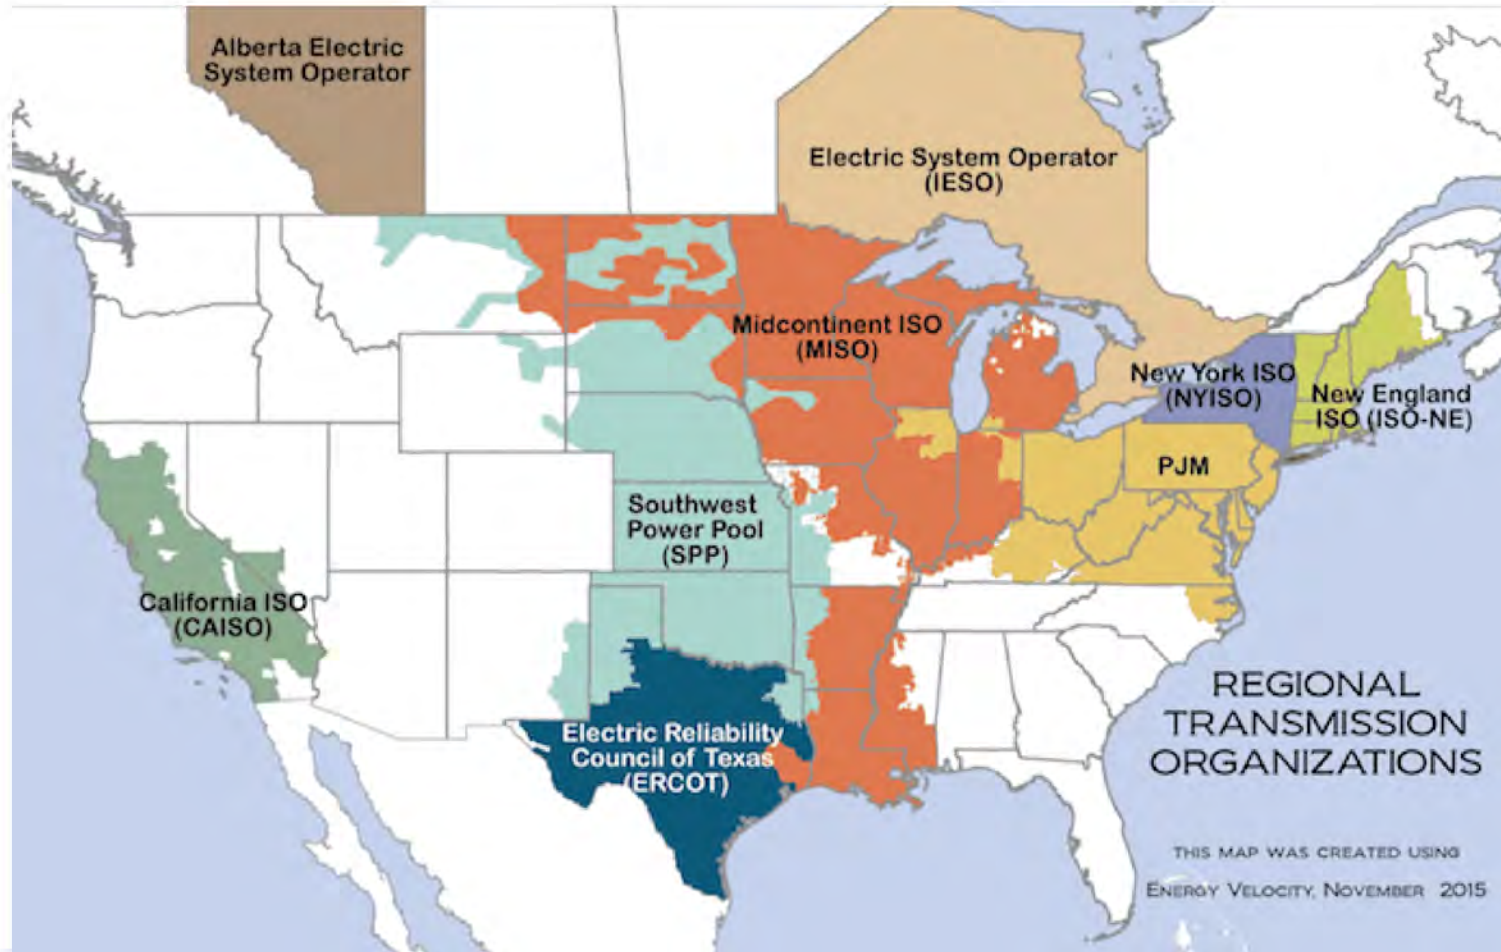 Alberta Electric
System Operator
Electric System Operator
(IESO)
Midcontinent ISO
(MISO)
New York ISO
(NYISO)
New England
ISO (ISO-NE)
PJM
Southwest
Power Pool
(SPP)
California ISO
(CAISO)
Electric Reliability
Council of Texas
(ERCOT)
REGIONAL
TRANSMISSION
ORGANIZATIONS
THIS MAP WAS CREATED USING
ENERGY VELOCITY, NOVEMBER 2015